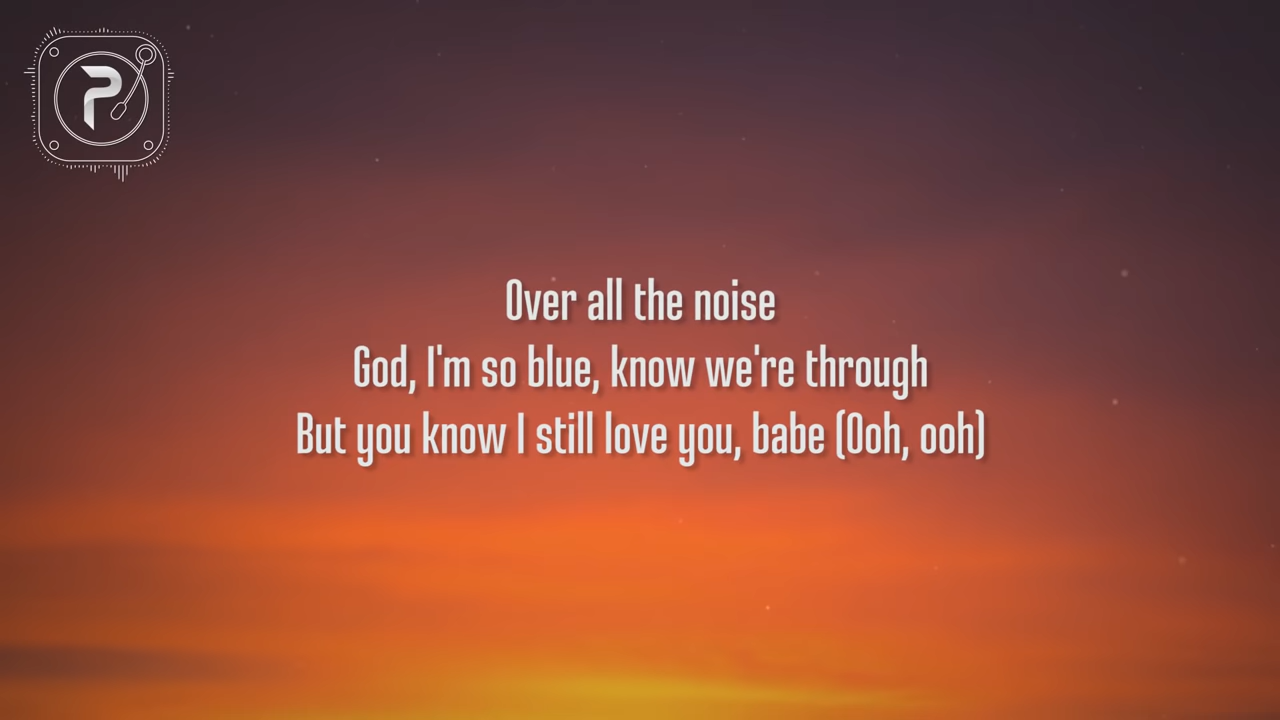 P
Over all the noise
God, I'm so blue, know we're through
But you know I still love you, babe (Ooh, ooh)